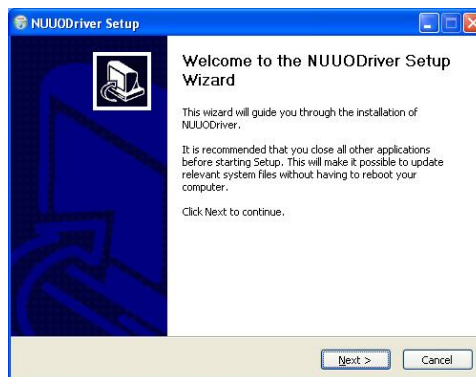 NUUODriver Setup
Welcome to the NUUODriver Setup
Wizard
This wizard will guide you through the installation of
NUUODriver.
It is recommended that you close all other applications
before starting Setup. This will make it possible to update
relevant system files without having to reboot your
computer.
Click Next to continue.
Next > Cancel